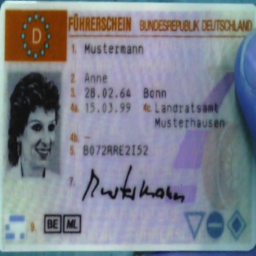 D FÜHRERSCHEIN BUNDESREPUBLIK DEUTSCHLAND
1. Mustermann
2. Anne
3. 28.02.64 Bonn
4a. 15.03.99 4c. Landratsamt
Musterhausen
4b. —
5. B072RRE2I52
7. Mustermann
9. BE ML